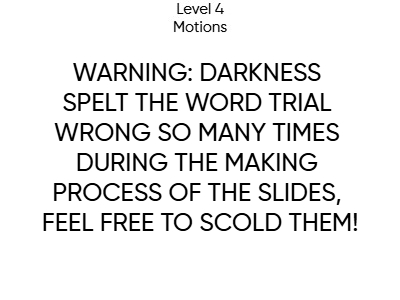 Level 4
Motions
WARNING: DARKNESS
SPELT THE WORD TRIAL
WRONG SO MANY TIMES
DURING THE MAKING
PROCESS OF THE SLIDES,
FEEL FREE TO SCOLD THEM!